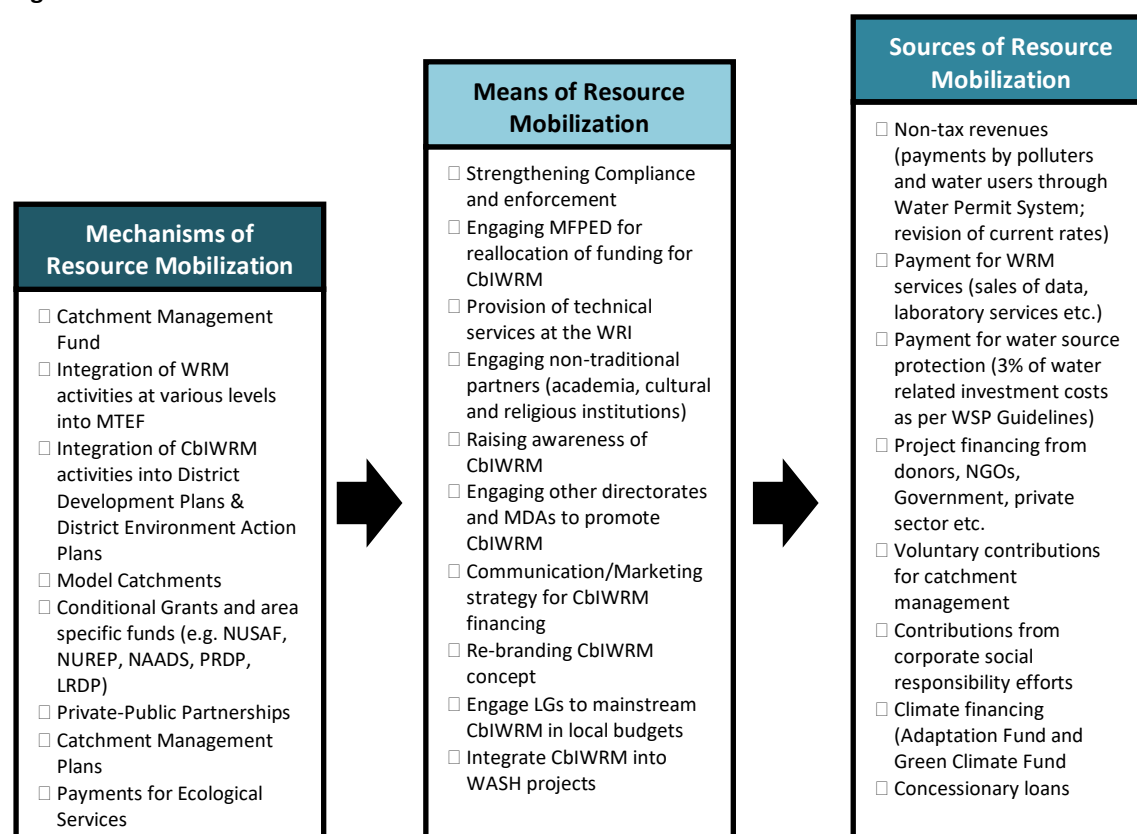 Mechanisms of
Resource Mobilization
☐ Catchment Management
Fund
☐ Integration of WRM
activities at various levels
into MTEF
☐ Integration of CbIWRM
activities into District
Development Plans &
District Environment Action
Plans
☐ Model Catchments
☐ Conditional Grants and area
specific funds (e.g. NUSAF,
NUREP, NAADS, PRDP,
LRDP)
☐ Private-Public Partnerships
☐ Catchment Management
Plans
☐ Payments for Ecological
Services
Means of Resource
Mobilization
☐ Strengthening Compliance
and enforcement
☐ Engaging MFPED for
reallocation of funding for
CbIWRM
☐ Provision of technical
services at the WRI
☐ Engaging non-traditional
partners (academia, cultural
and religious institutions)
☐ Raising awareness of
CbIWRM
☐ Engaging other directorates
and MDAs to promote
CbIWRM
☐ Communication/Marketing
strategy for CbIWRM
financing
☐ Re-branding CbIWRM
concept
☐ Engage LGs to mainstream
CbIWRM in local budgets
☐ Integrate CbIWRM into
WASH projects
Sources of Resource
Mobilization
☐ Non-tax revenues
(payments by polluters
and water users through
Water Permit System;
revision of current rates)
☐ Payment for WRM
services (sales of data,
laboratory services etc.)
☐ Payment for water source
protection (3% of water
related investment costs
as per WSP Guidelines)
☐ Project financing from
donors, NGOs,
Government, private
sector etc.
☐ Voluntary contributions
for catchment
management
☐ Contributions from
corporate social
responsibility efforts
☐ Climate financing
(Adaptation Fund and
Green Climate Fund
☐ Concessionary loans